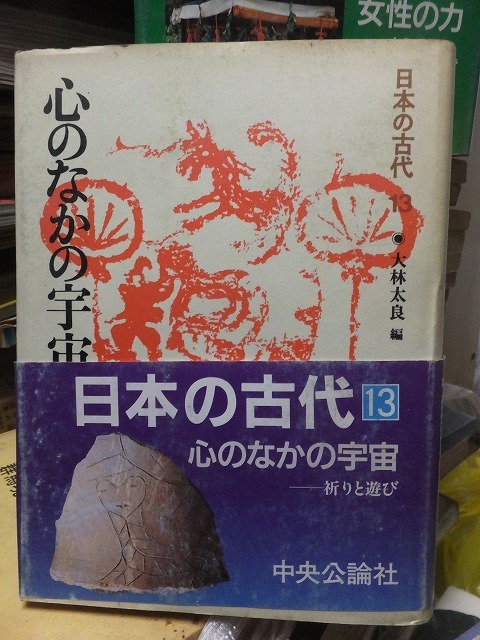 女性の力
日本の古代 13
大林太良 編
心のなかの宇宙
日本の古代 13
心のなかの宇宙
——祈りと遊び
中央公論社